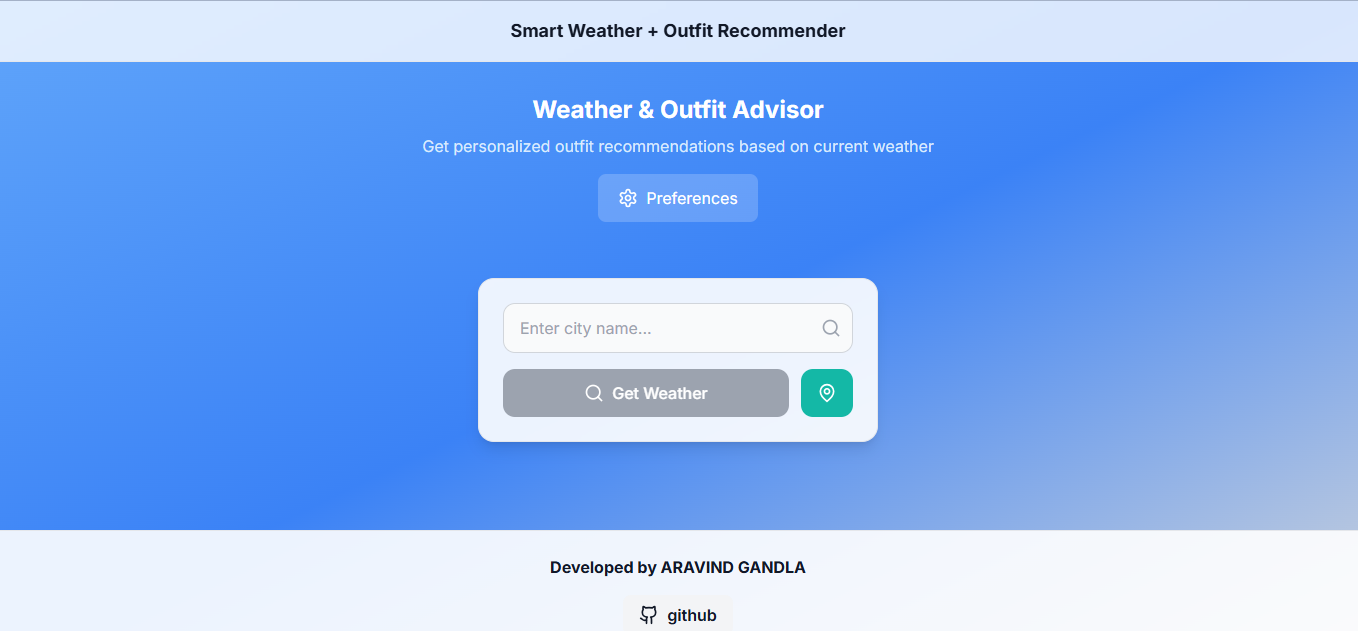 Smart Weather + Outfit Recommender
Weather & Outfit Advisor
Get personalized outfit recommendations based on current weather
Preferences
Enter city name...
Get Weather
Developed by ARAVIND GANDLA
github